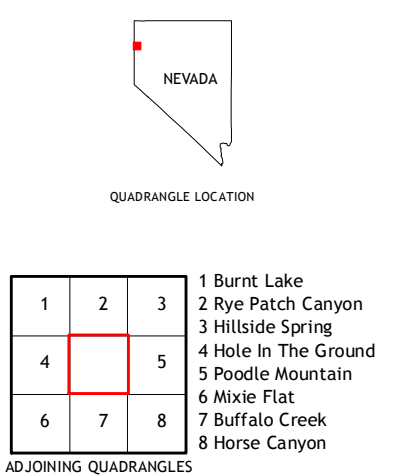 NEVADA
QUADRANGLE LOCATION
1 2 3
4 5
6 7 8
1 Burnt Lake
2 Rye Patch Canyon
3 Hillside Spring
4 Hole In The Ground
5 Poodle Mountain
6 Mixie Flat
7 Buffalo Creek
8 Horse Canyon
ADJOINING QUADRANGLES